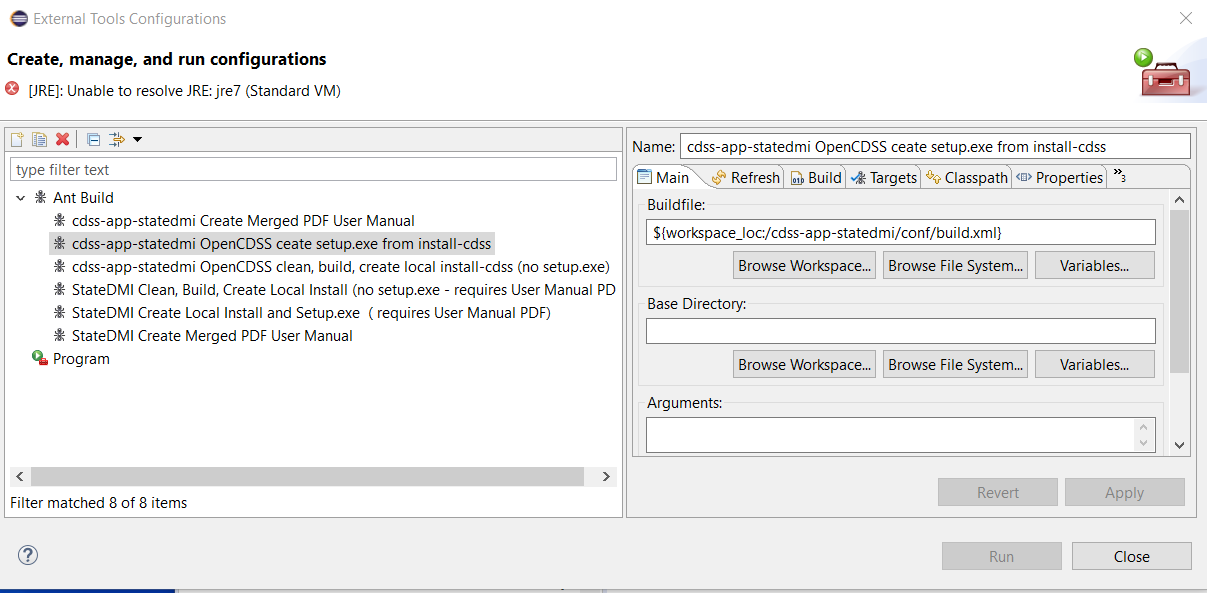 External Tools Configurations
Create, manage, and run configurations
[JRE]: Unable to resolve JRE: jre7 (Standard VM)
type filter text
Ant Build
cdss-app-statedmi Create Merged PDF User Manual
cdss-app-statedmi OpenCDSS ceate setup.exe from install-cdss
cdss-app-statedmi OpenCDSS clean, build, create local install-cdss (no setup.exe)
StateDMI Clean, Build, Create Local Install (no setup.exe - requires User Manual PD
StateDMI Create Local Install and Setup.exe  ( requires User Manual PDF)
StateDMI Create Merged PDF User Manual
Program
Filter matched 8 of 8 items
Name: cdss-app-statedmi OpenCDSS ceate setup.exe from install-cdss
Main Refresh Build Targets Classpath Properties »3
Buildfile:
${workspace_loc:/cdss-app-statedmi/conf/build.xml}
Browse Workspace... Browse File System... Variables...
Base Directory:
Browse Workspace... Browse File System... Variables...
Arguments:
Revert Apply
Run Close